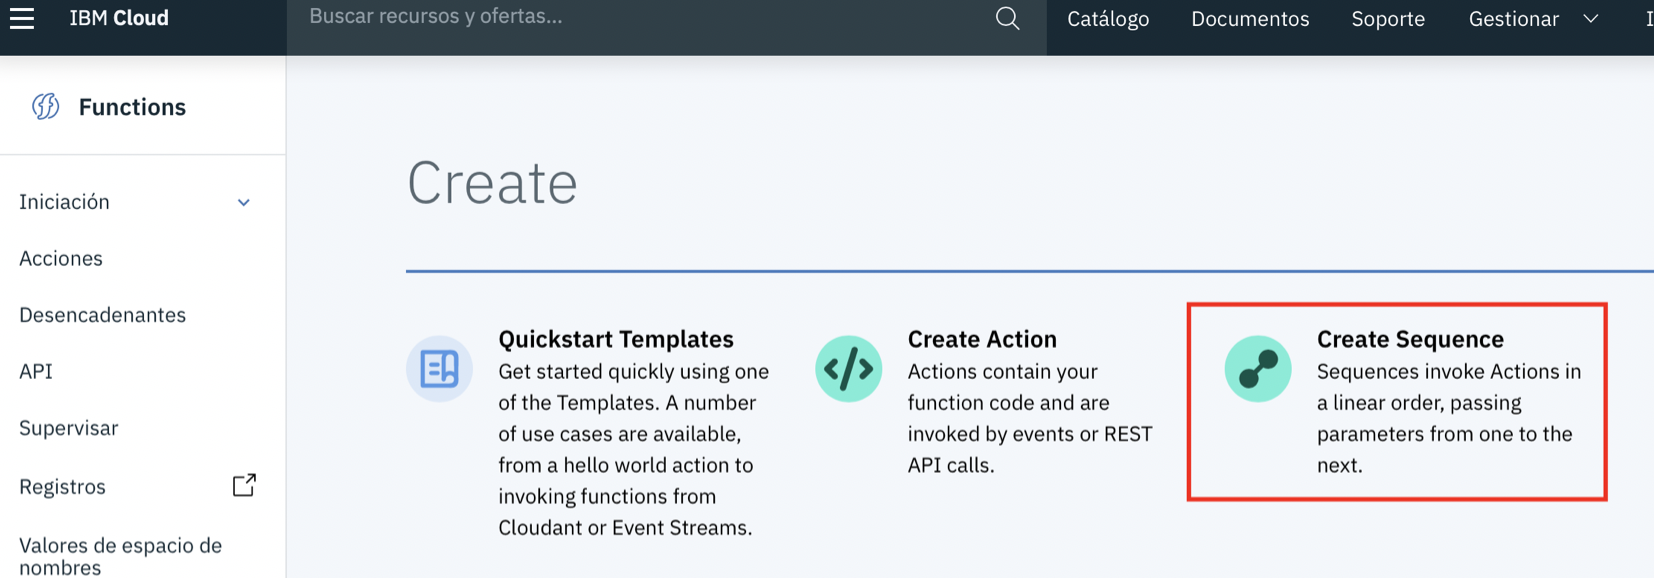 IBM Cloud
Buscar recursos y ofertas...
Catálogo
Documentos
Soporte
Gestionar
Functions
Iniciación
Acciones
Desencadenantes
API
Supervisar
Registros
Valores de espacio de
nombres
Create
Quickstart Templates
Get started quickly using one
of the Templates. A number
of use cases are available,
from a hello world action to
invoking functions from
Cloudant or Event Streams.
Create Action
Actions contain your
function code and are
invoked by events or REST
API calls.
Create Sequence
Sequences invoke Actions in
a linear order, passing
parameters from one to the
next.